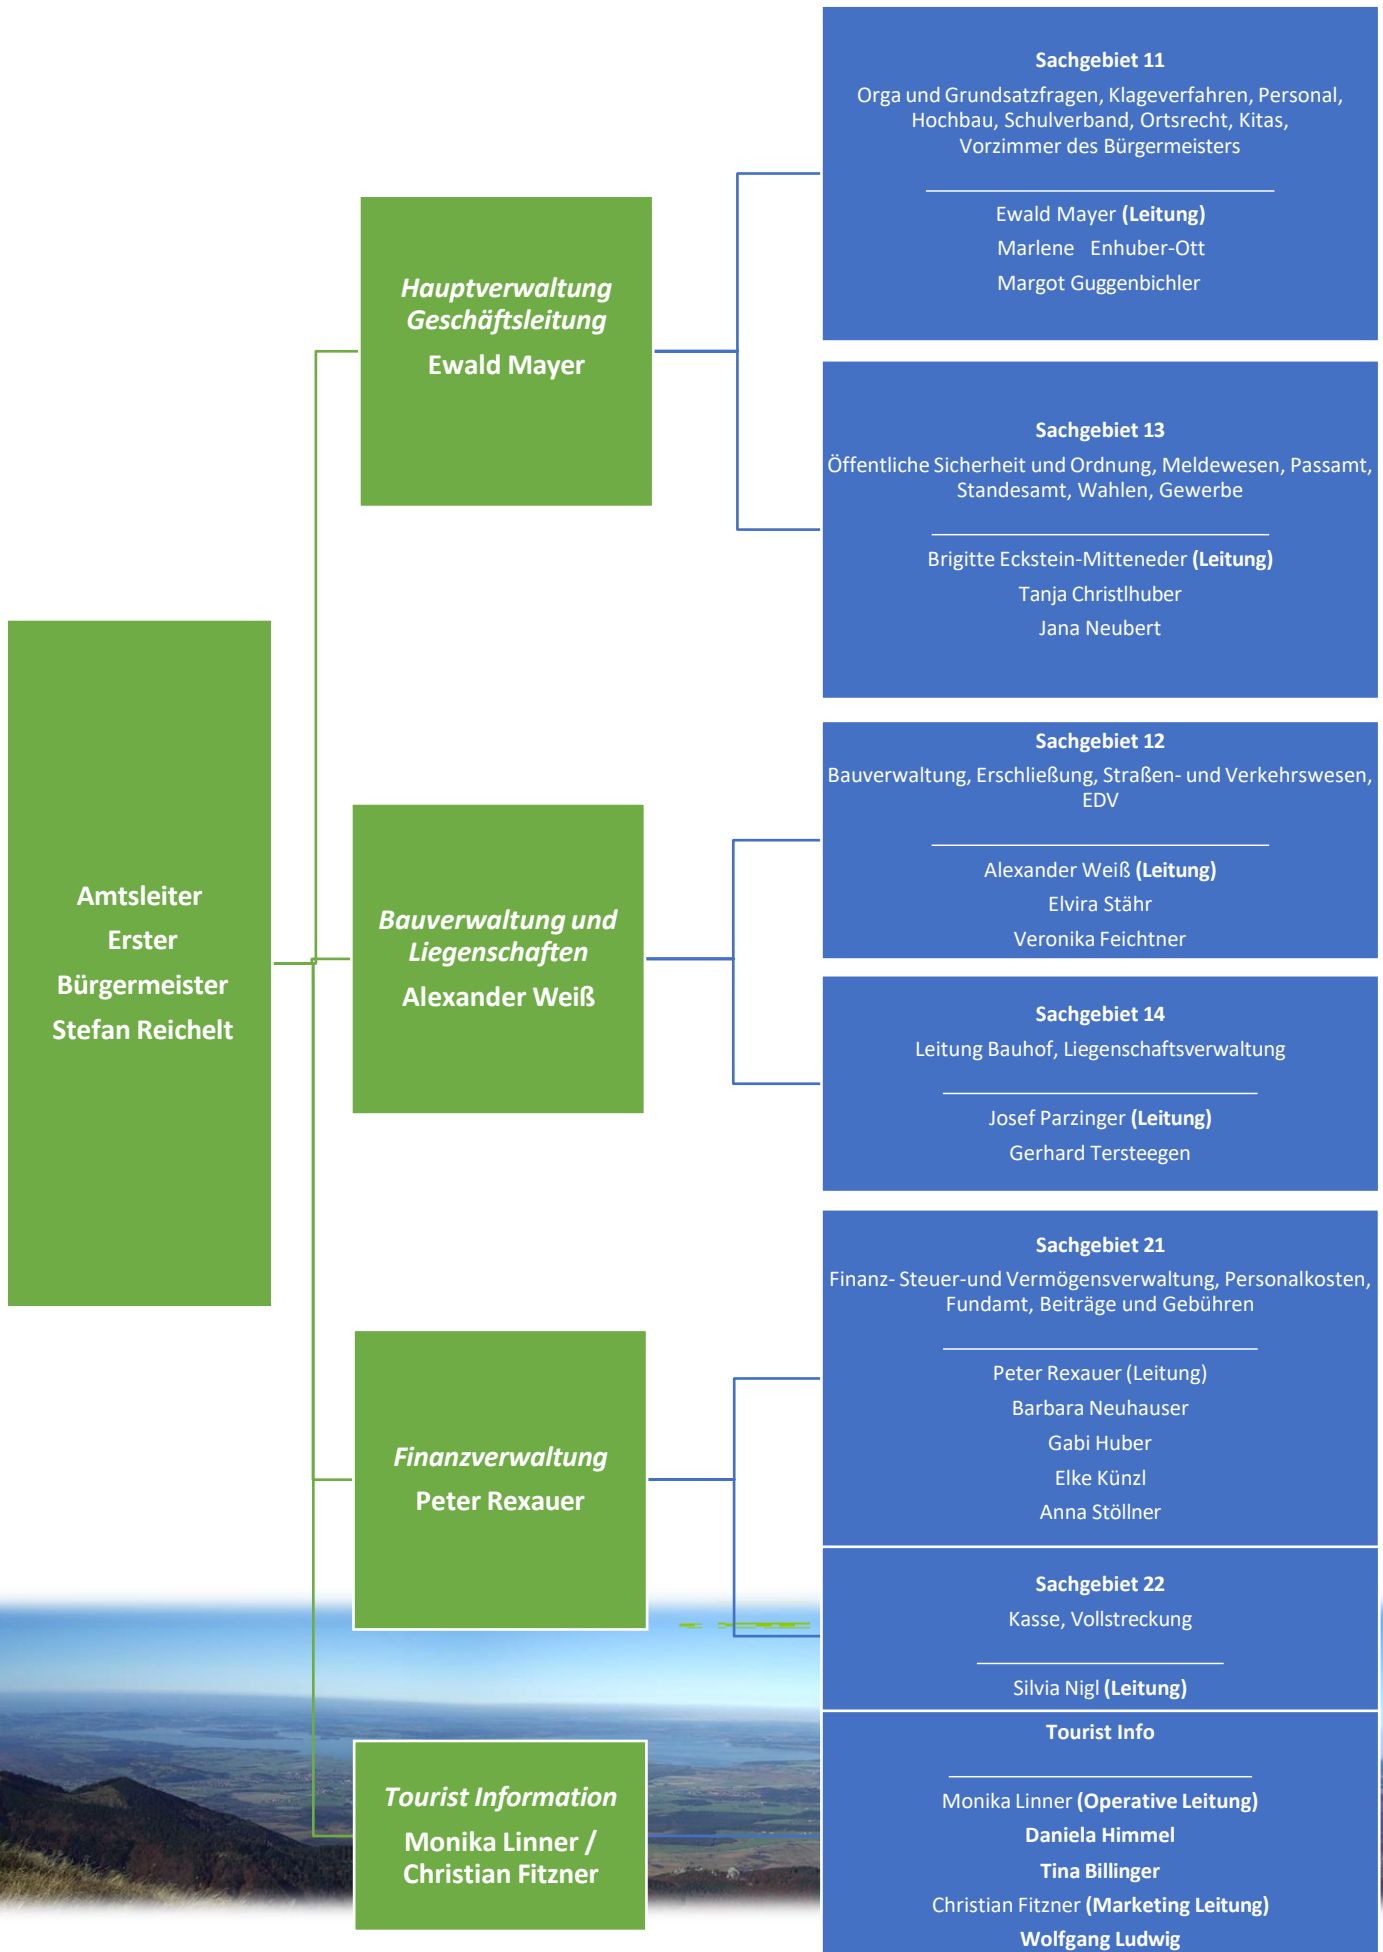 Amtsleiter
Erster
Bürgermeister
Stefan Reichelt
Hauptverwaltung
Geschäftsleitung
Ewald Mayer
Sachgebiet 11
Orga und Grundsatzfragen, Klageverfahren, Personal,
Hochbau, Schulverband, Ortsrecht, Kitas,
Vorzimmer des Bürgermeisters
Ewald Mayer (Leitung)
Marlene Enhuber-Ott
Margot Guggenbichler
Sachgebiet 13
Öffentliche Sicherheit und Ordnung, Meldewesen, Passamt,
Standesamt, Wahlen, Gewerbe
Brigitte Eckstein-Mitteneder (Leitung)
Tanja Christlhuber
Jana Neubert
Bauverwaltung und
Liegenschaften
Alexander Weiß
Sachgebiet 12
Bauverwaltung, Erschließung, Straßen- und Verkehrswesen,
EDV
Alexander Weiß (Leitung)
Elvira Stähr
Veronika Feichtner
Sachgebiet 14
Leitung Bauhof, Liegenschaftsverwaltung
Josef Parzinger (Leitung)
Gerhard Tersteegen
Finanzverwaltung
Peter Rexauer
Sachgebiet 21
Finanz- Steuer-und Vermögensverwaltung, Personalkosten,
Fundamt, Beiträge und Gebühren
Peter Rexauer (Leitung)
Barbara Neuhauser
Gabi Huber
Elke Künzl
Anna Stöllner
Sachgebiet 22
Kasse, Vollstreckung
Silvia Nigl (Leitung)
Tourist Information
Monika Linner /
Christian Fitzner
Tourist Info
Monika Linner (Operative Leitung)
Daniela Himmel
Tina Billinger
Christian Fitzner (Marketing Leitung)
Wolfgang Ludwig